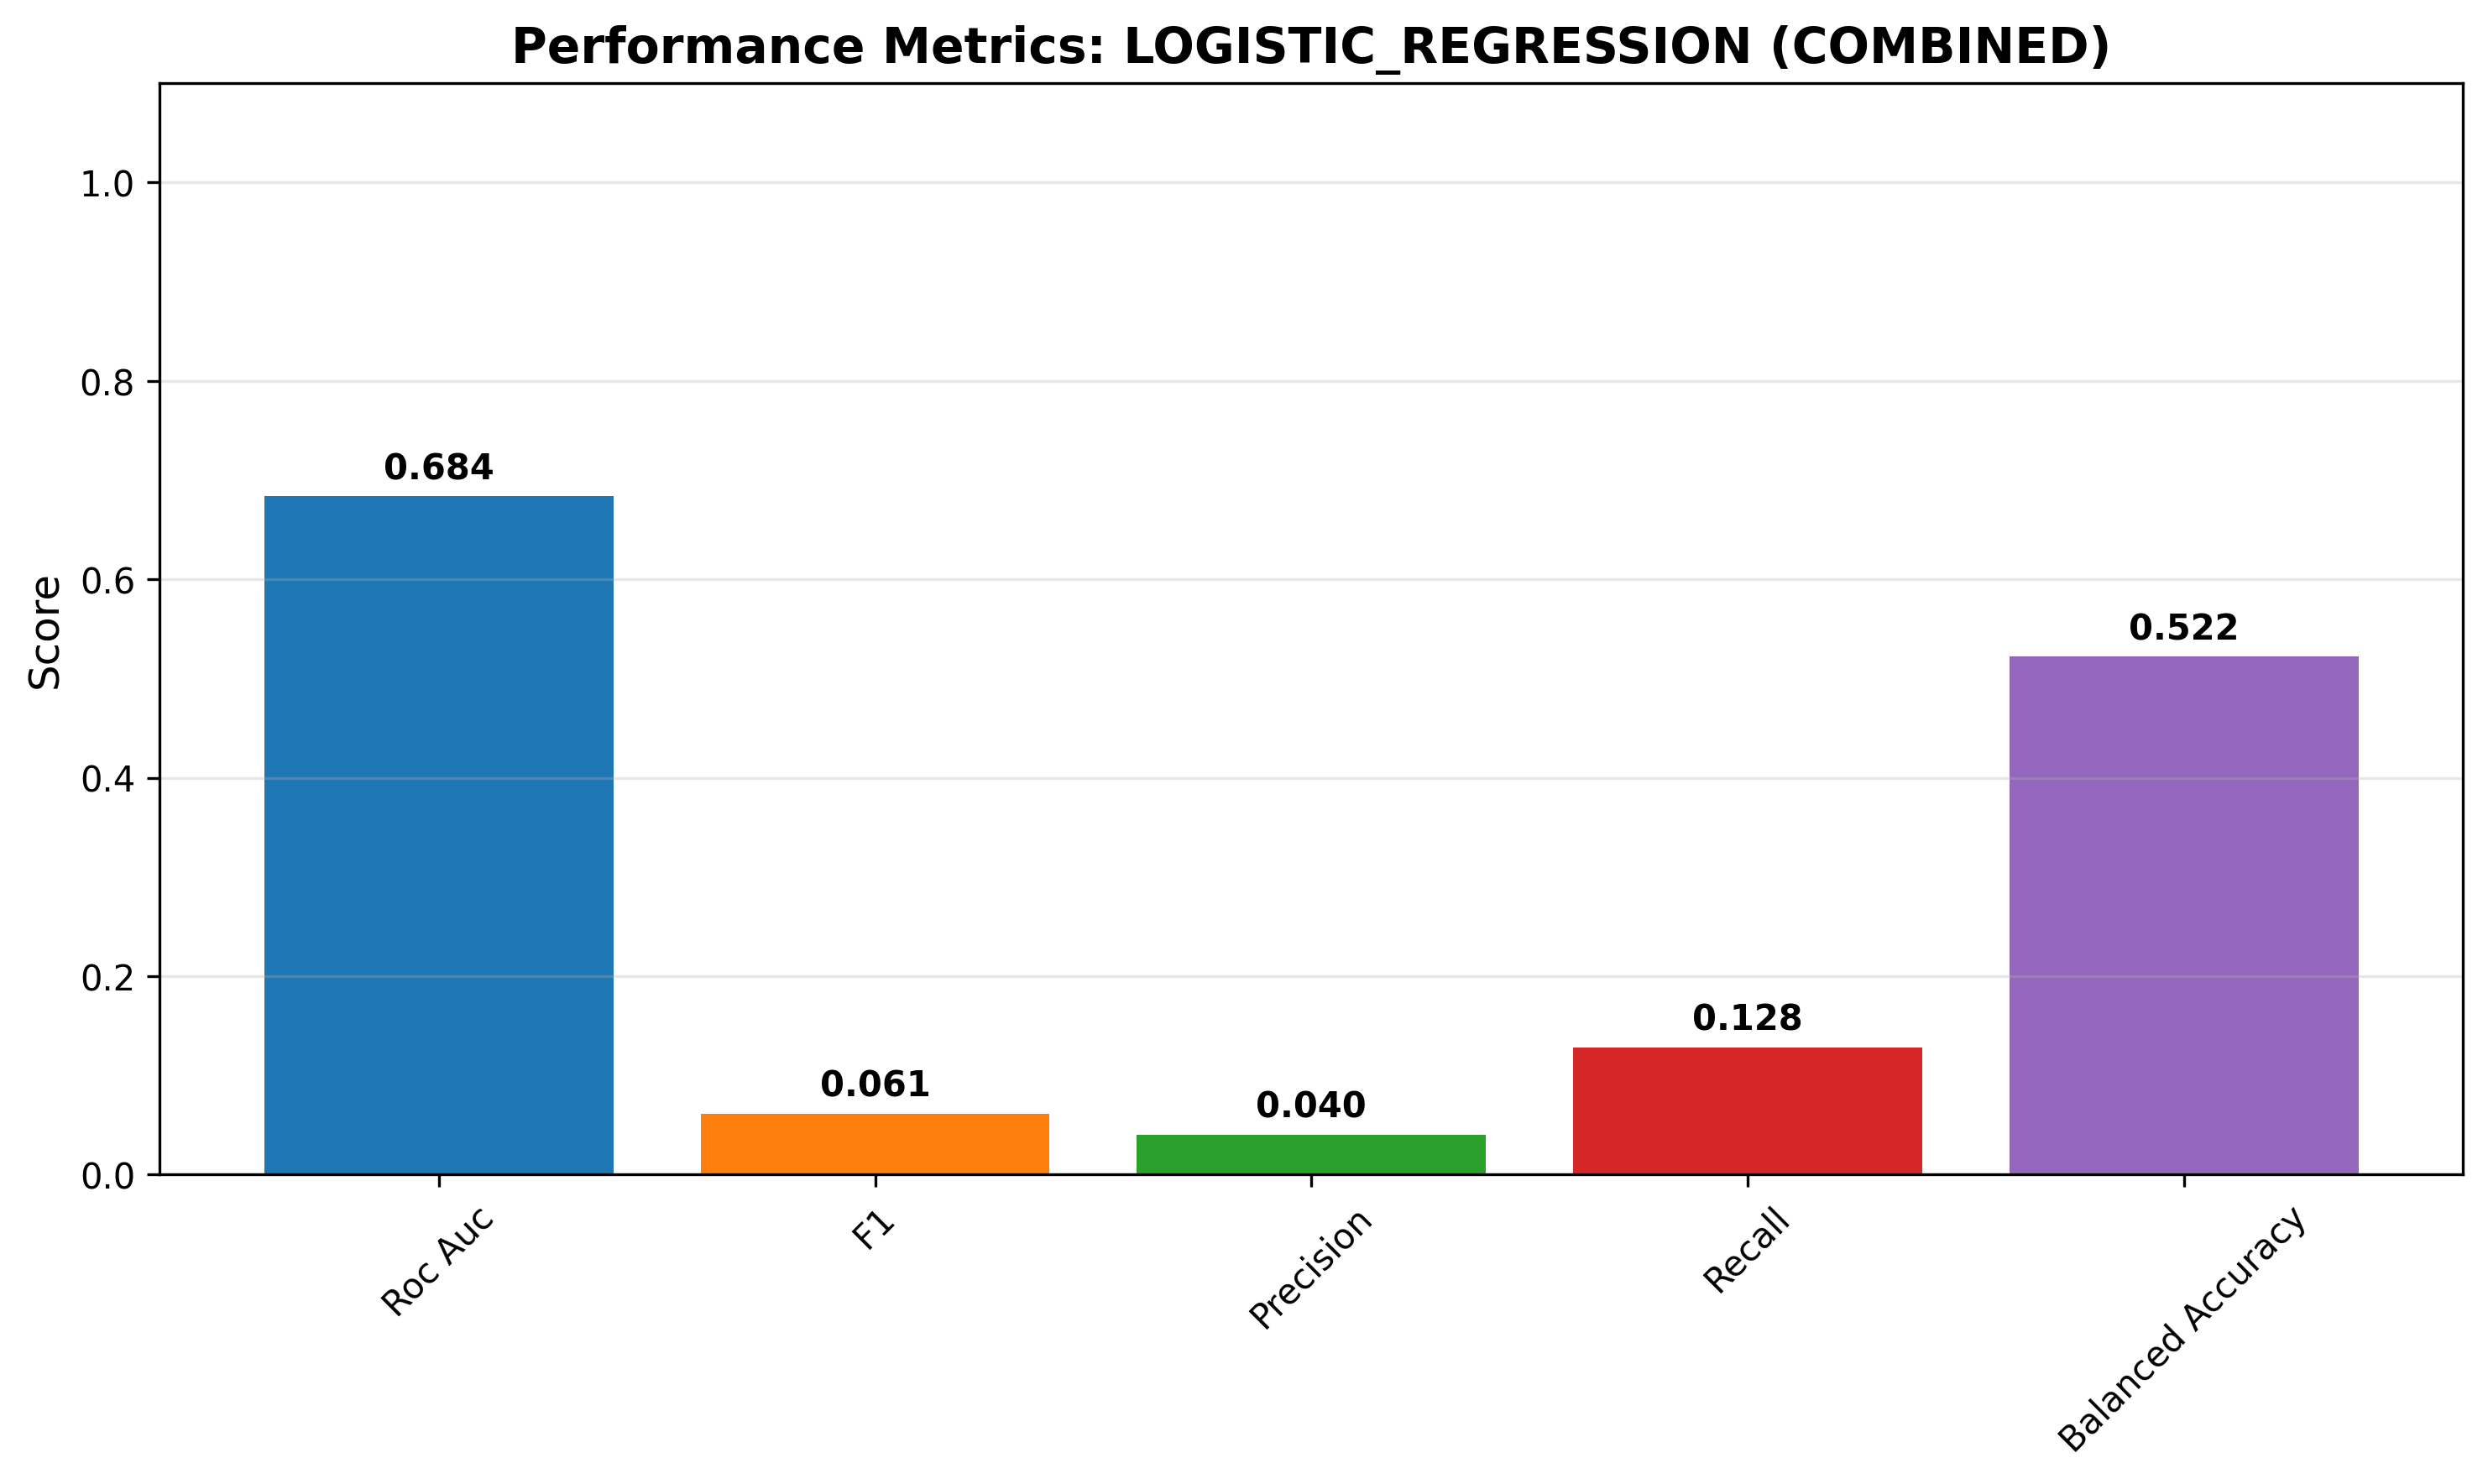 Performance Metrics: LOGISTIC_REGRESSION (COMBINED)
Score
1.0
0.8
0.6
0.4
0.2
0.0
0.684
0.061
0.040
0.128
0.522
Roc Auc
F1
Precision
Recall
Balanced Accuracy